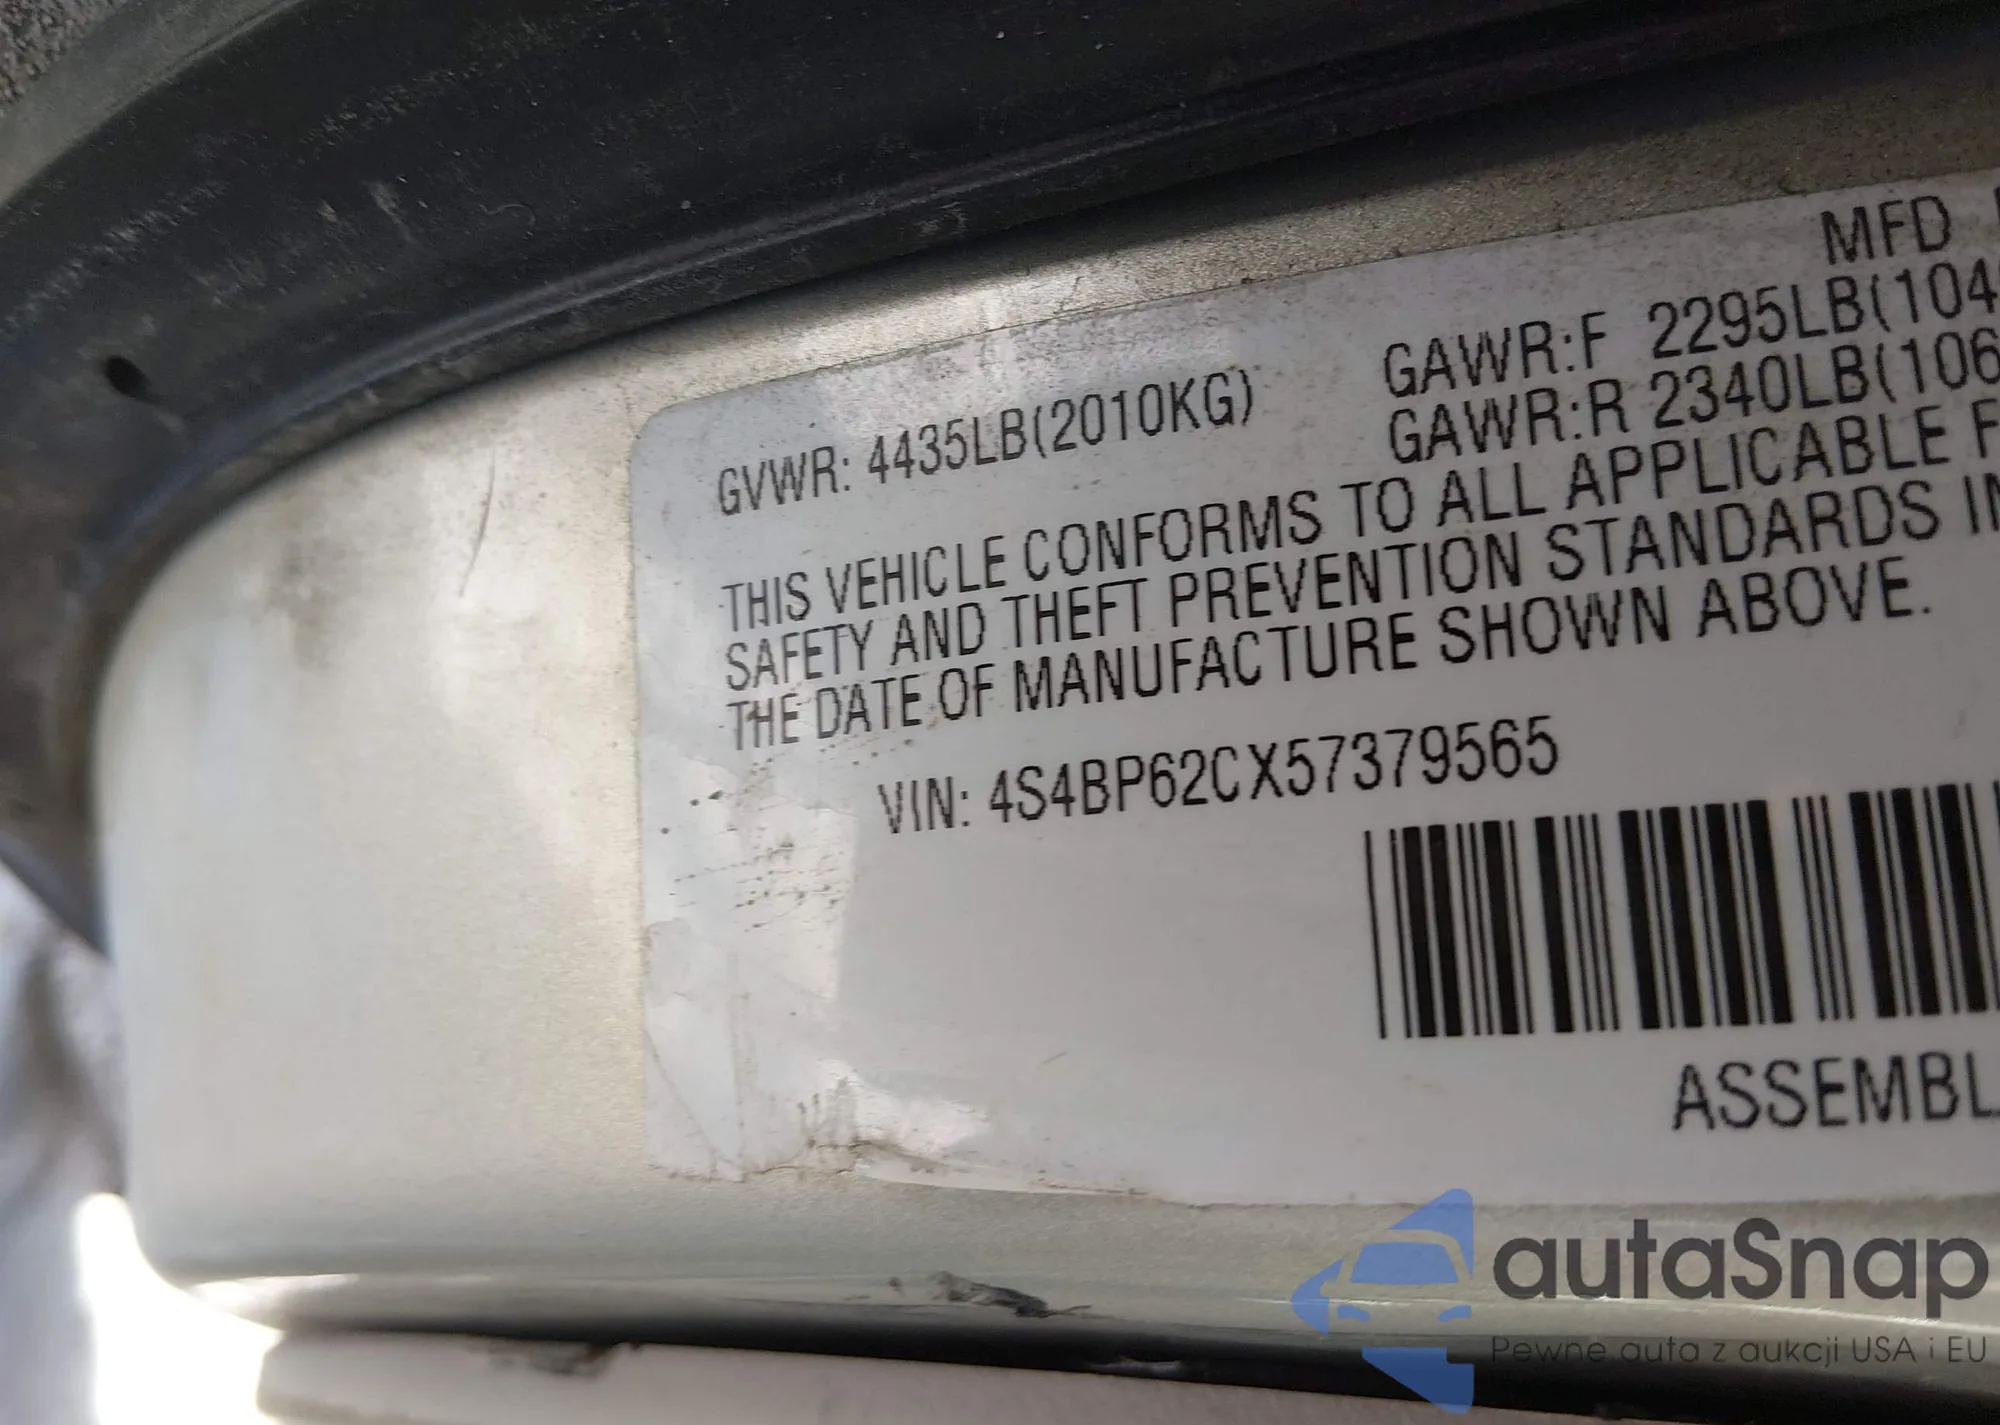 MFD
GVWR: 4435LB(2010KG) GAWR:F 2295LB(104
GAWR:R 2340LB(106
THIS VEHICLE CONFORMS TO ALL APPLICABLE F
SAFETY AND THEFT PREVENTION STANDARDS IN
THE DATE OF MANUFACTURE SHOWN ABOVE.
VIN: 4S4BP62CX57379565
ASSEMBL
autaSnap
Pewne auta z aukcji USA i EU